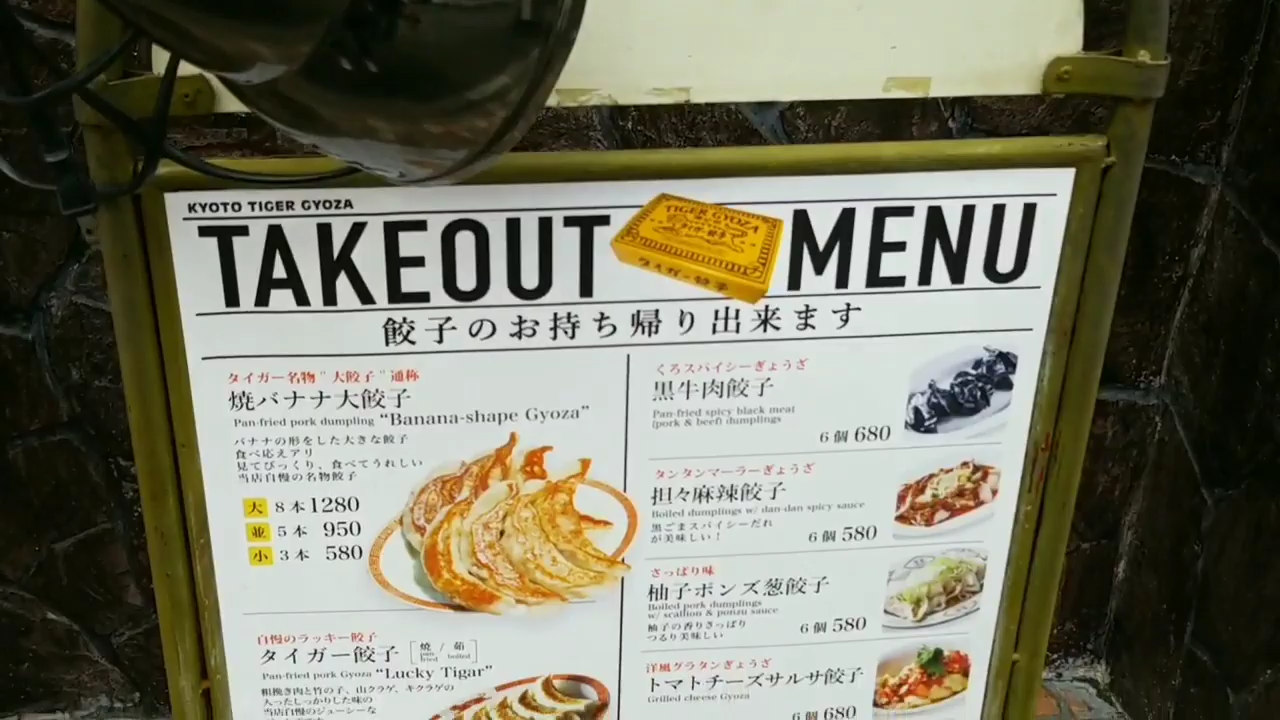 KYOTO TIGER GYOZA
TAKEOUT MENU
TIGER GYOZA
タイガー餃子
餃子のお持ち帰り出来ます
タイガー名物"大餃子"通称
焼バナナ大餃子
Pan-fried pork dumpling "Banana-shape Gyoza"
バナナの形をした大きな餃子
食べ応えアリ
見てびっくり、食べてうれしい
当店自慢の名物餃子
大 8本 1280
並 5本 950
小 3本 580
自慢のラッキー餃子
タイガー餃子 [焼 pan fried / 茹 boiled]
Pan-fried pork Gyoza "Lucky Tigar"
粗挽き肉と竹の子、山クラゲ、キクラゲの
入ったしっかりした味の
当店自慢のジューシーな
くろスパイシーぎょうざ
黒牛肉餃子
Pan-fried spicy black meat
(pork & beef) dumplings
6個 680
タンタンマーラーぎょうざ
担々麻辣餃子
Boiled dumplings w/ dan-dan spicy sauce
黒ごまスパイシーだれ
が美味しい！
6個 580
さっぱり味
柚子ポンズ葱餃子
Boiled pork dumplings
w/ scallion & ponzu sauce
柚子の香りさっぱり
つるり美味しい
6個 580
洋風グラタンぎょうざ
トマトチーズサルサ餃子
Grilled cheese Gyoza
6個 680